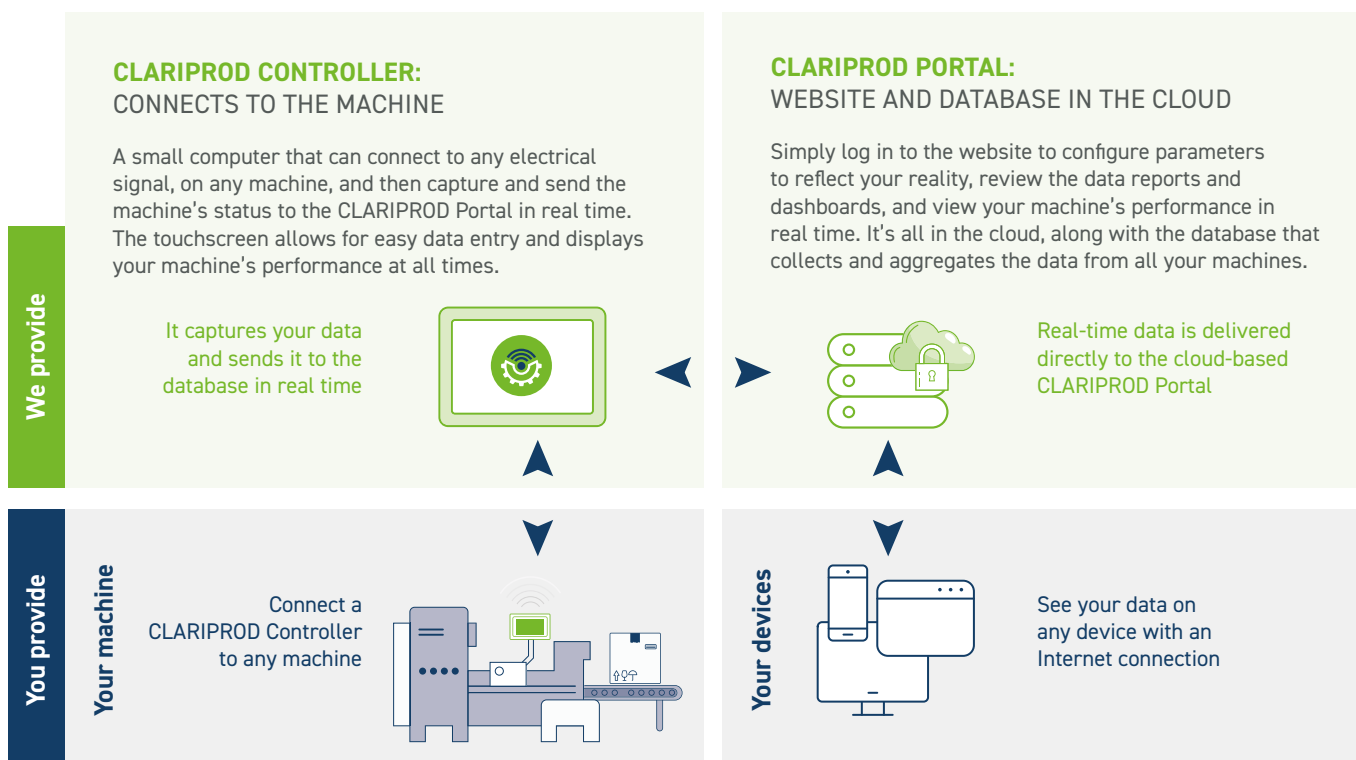 CLARIPROD CONTROLLER:
CONNECTS TO THE MACHINE
A small computer that can connect to any electrical
signal, on any machine, and then capture and send the
machine's status to the CLARIPROD Portal in real time.
The touchscreen allows for easy data entry and displays
your machine's performance at all times.
We provide
It captures your data
and sends it to the
database in real time
CLARIPROD PORTAL:
WEBSITE AND DATABASE IN THE CLOUD
Simply log in to the website to configure parameters
to reflect your reality, review the data reports and
dashboards, and view your machine's performance in
real time. It's all in the cloud, along with the database that
collects and aggregates the data from all your machines.
Real-time data is delivered
directly to the cloud-based
CLARIPROD Portal
You provide
Your machine
Connect a
CLARIPROD Controller
to any machine
Your devices
See your data on
any device with an
Internet connection